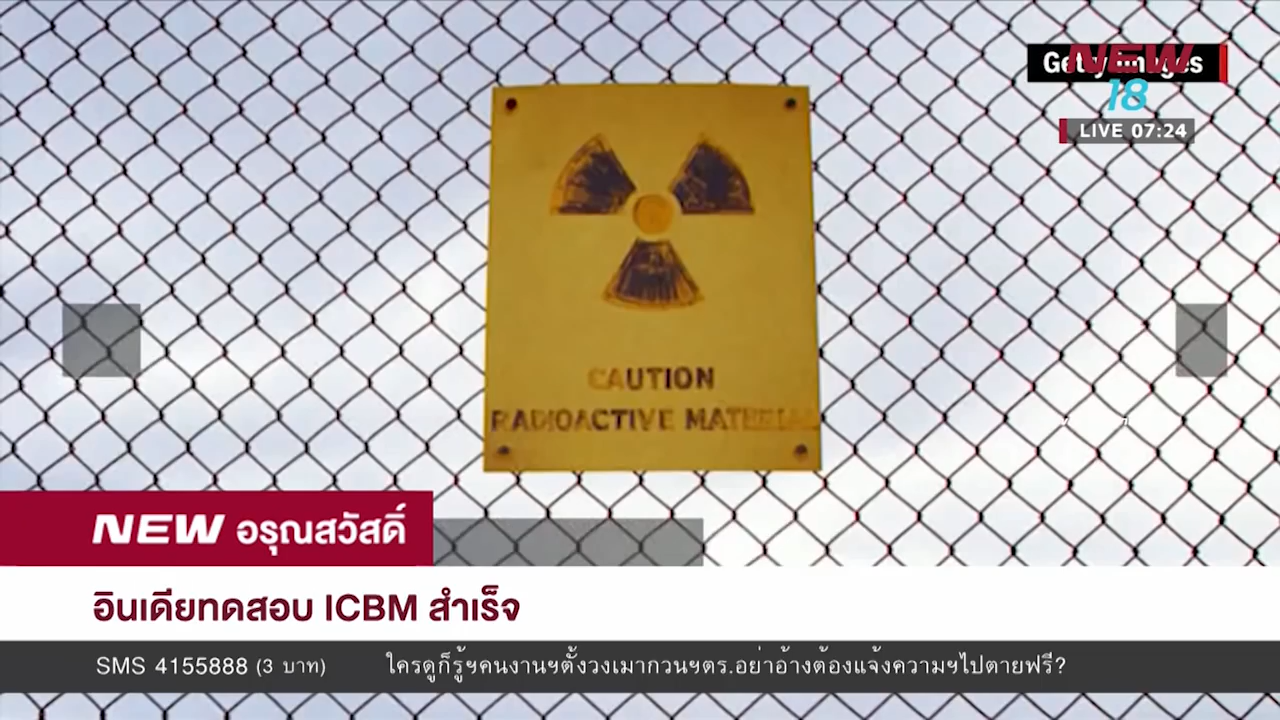 NEW
18
LIVE 07:24
CAUTION
RADIOACTIVE MATERIAL
NEW อรุณสวัสดิ์
อินเดียทดสอบ ICBM สำเร็จ
SMS 4155888 (3 บาท) ใครดูก็รู้ฯคนงานฯตั้งวงเมากวนฯตร.อย่าอ้างต้องแจ้งความฯไปตายฟรี?